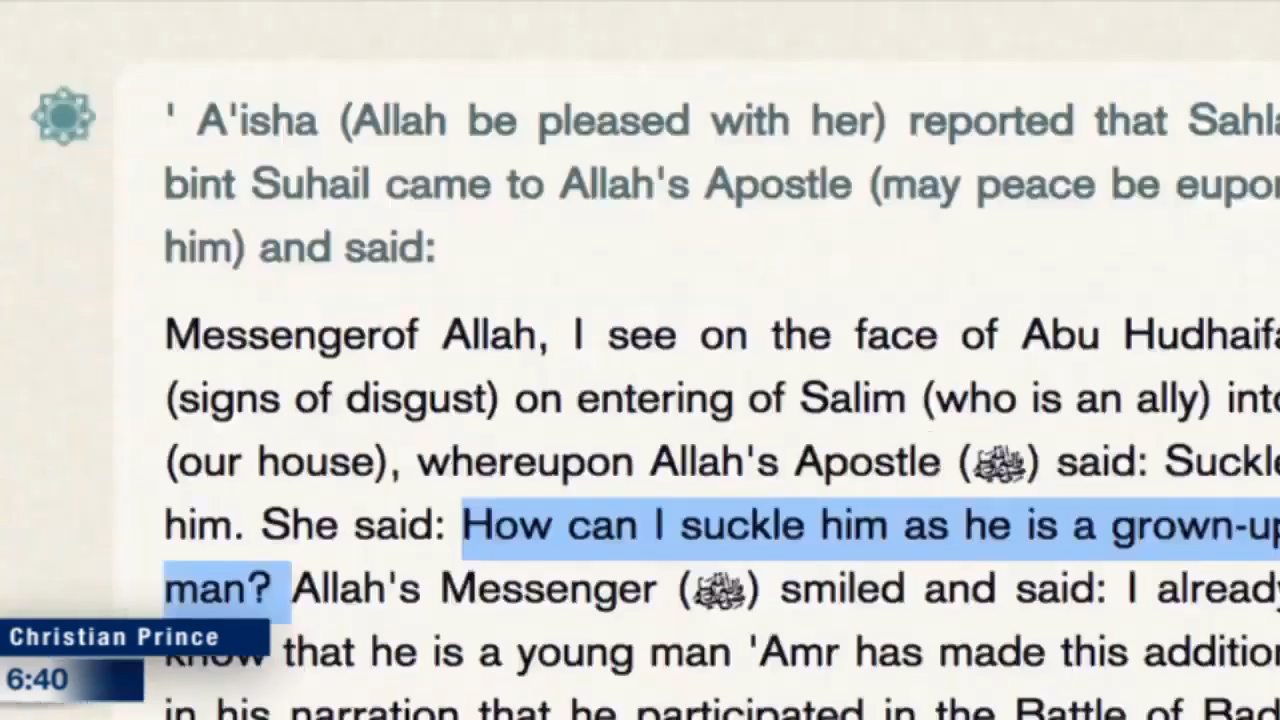 ' A'isha (Allah be pleased with her) reported that Sahla
bint Suhail came to Allah's Apostle (may peace be eupon
him) and said:
Messengerof Allah, I see on the face of Abu Hudhaifa
(signs of disgust) on entering of Salim (who is an ally) into
(our house), whereupon Allah's Apostle (ﷺ) said: Suckle
him. She said: How can I suckle him as he is a grown-up
man? Allah's Messenger (ﷺ) smiled and said: I already
know that he is a young man 'Amr has made this addition
in his narration that he participated in the Battle of Badr
Christian Prince
6:40